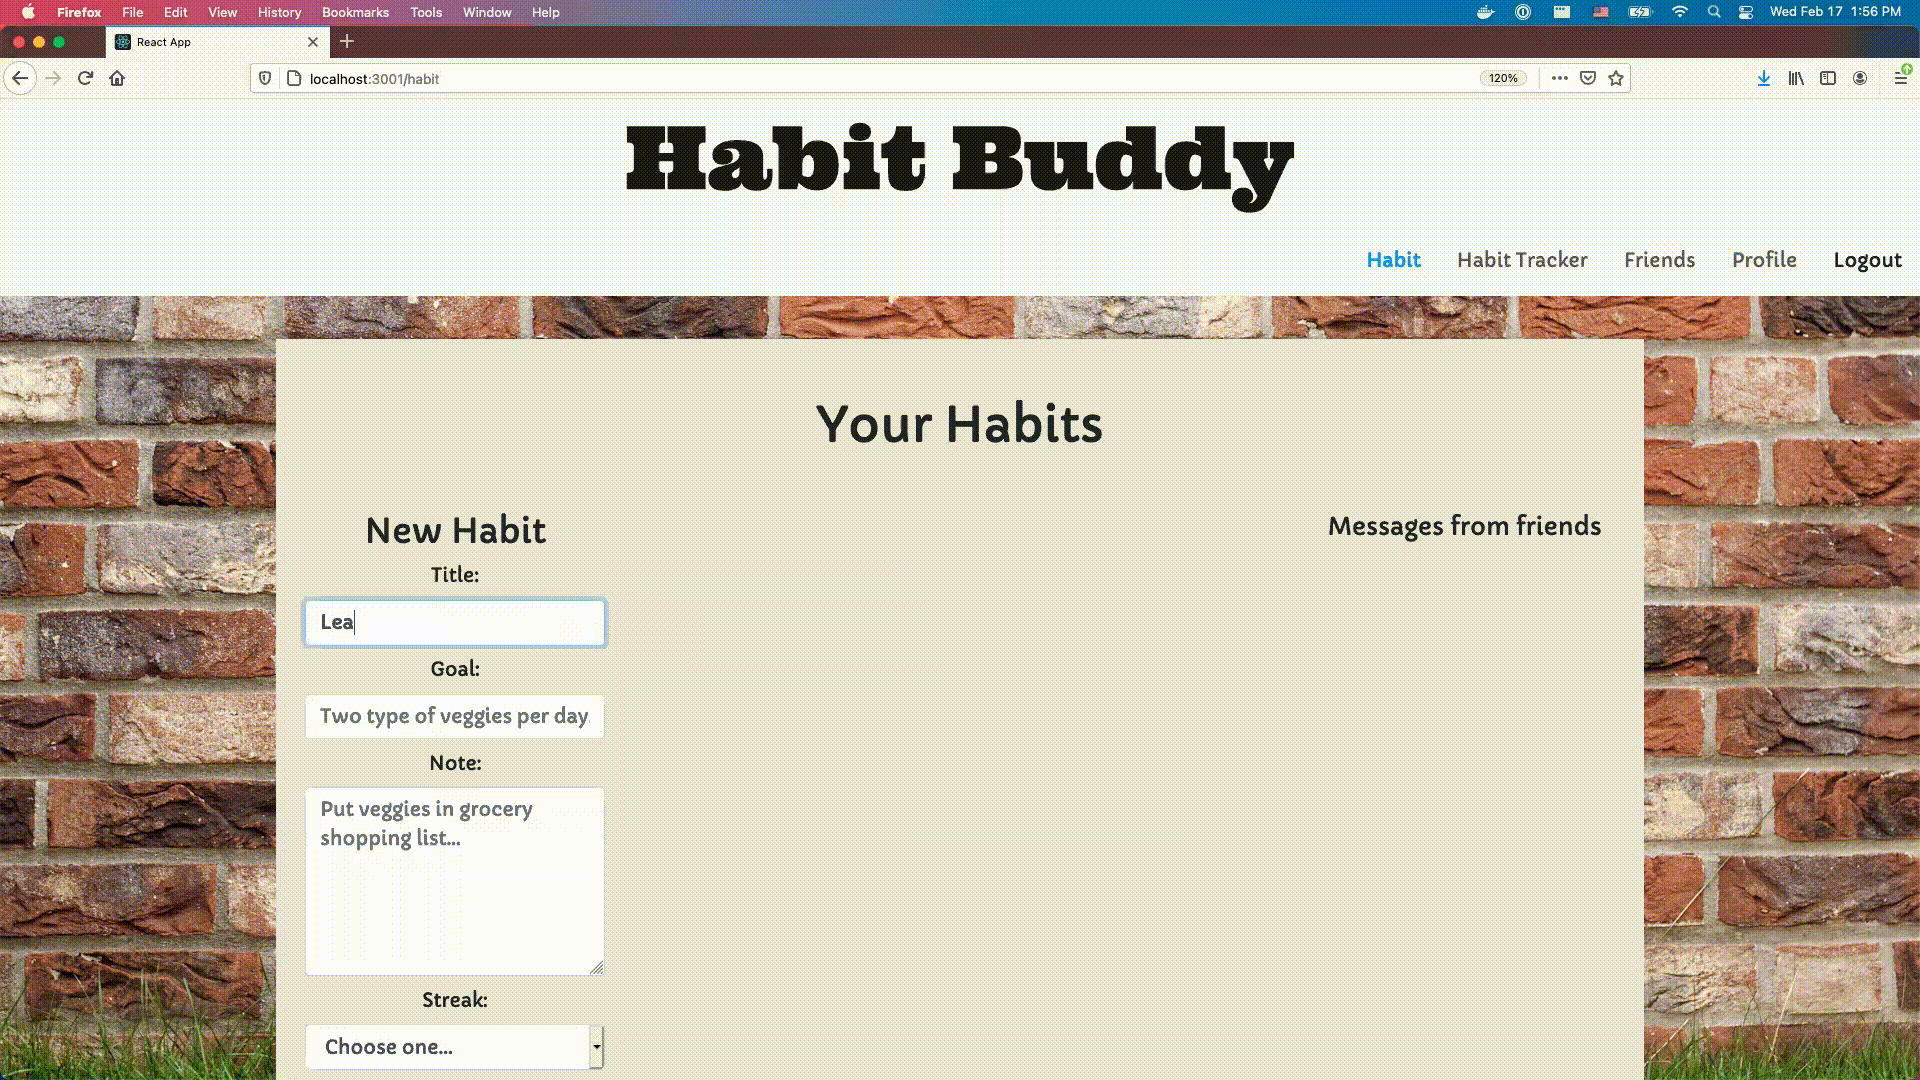 Firefox File Edit View History Bookmarks Tools Window Help Wed Feb 17 1:56 PM
React App
localhost:3001/habit 120%
Habit Buddy
Habit Habit Tracker Friends Profile Logout
Your Habits
New Habit
Title:
Lea
Goal:
Two type of veggies per day.
Note:
Put veggies in grocery
shopping list...
Streak:
Choose one...
Messages from friends